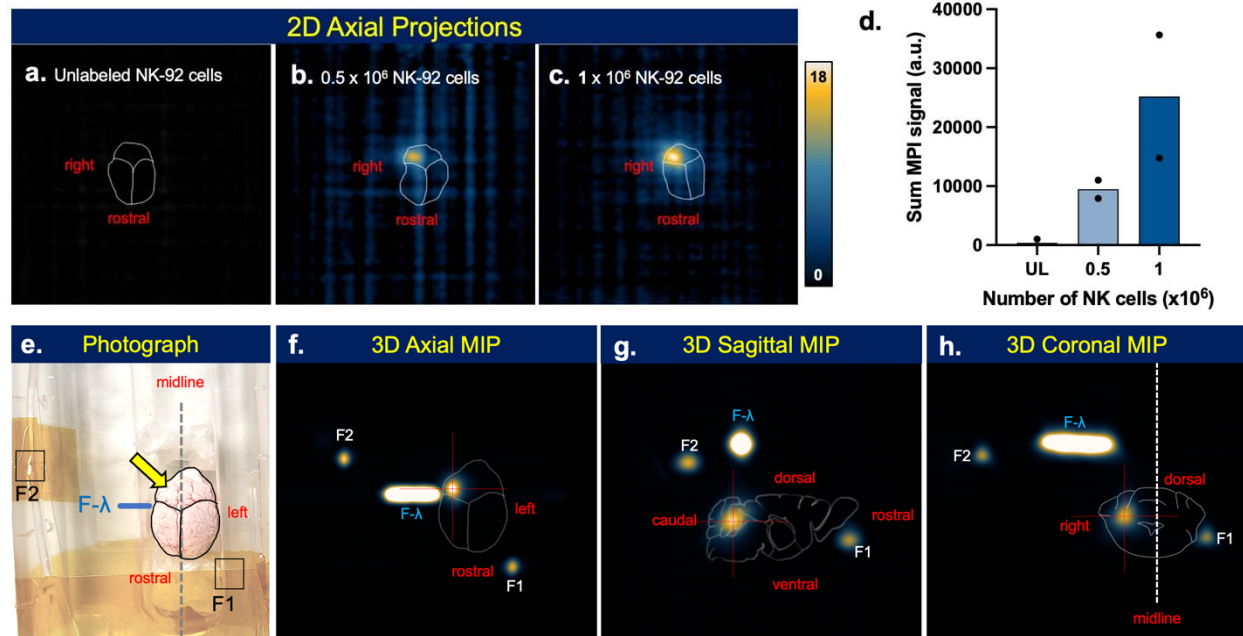 2D Axial Projections
a. Unlabeled NK-92 cells
right
rostral
b. 0.5 x 10⁶ NK-92 cells
right
rostral
c. 1 x 10⁶ NK-92 cells
right
rostral
18
0
d.
Sum MPI signal (a.u.)
40000
30000
20000
10000
0
UL 0.5 1
Number of NK cells (x10⁶)
e. Photograph
midline
F2
F-λ
left
rostral
F1
f. 3D Axial MIP
F2
F-λ
left
rostral
F1
g. 3D Sagittal MIP
F-λ
F2
dorsal
caudal
rostral
F1
ventral
h. 3D Coronal MIP
F-λ
F2
dorsal
right
F1
midline